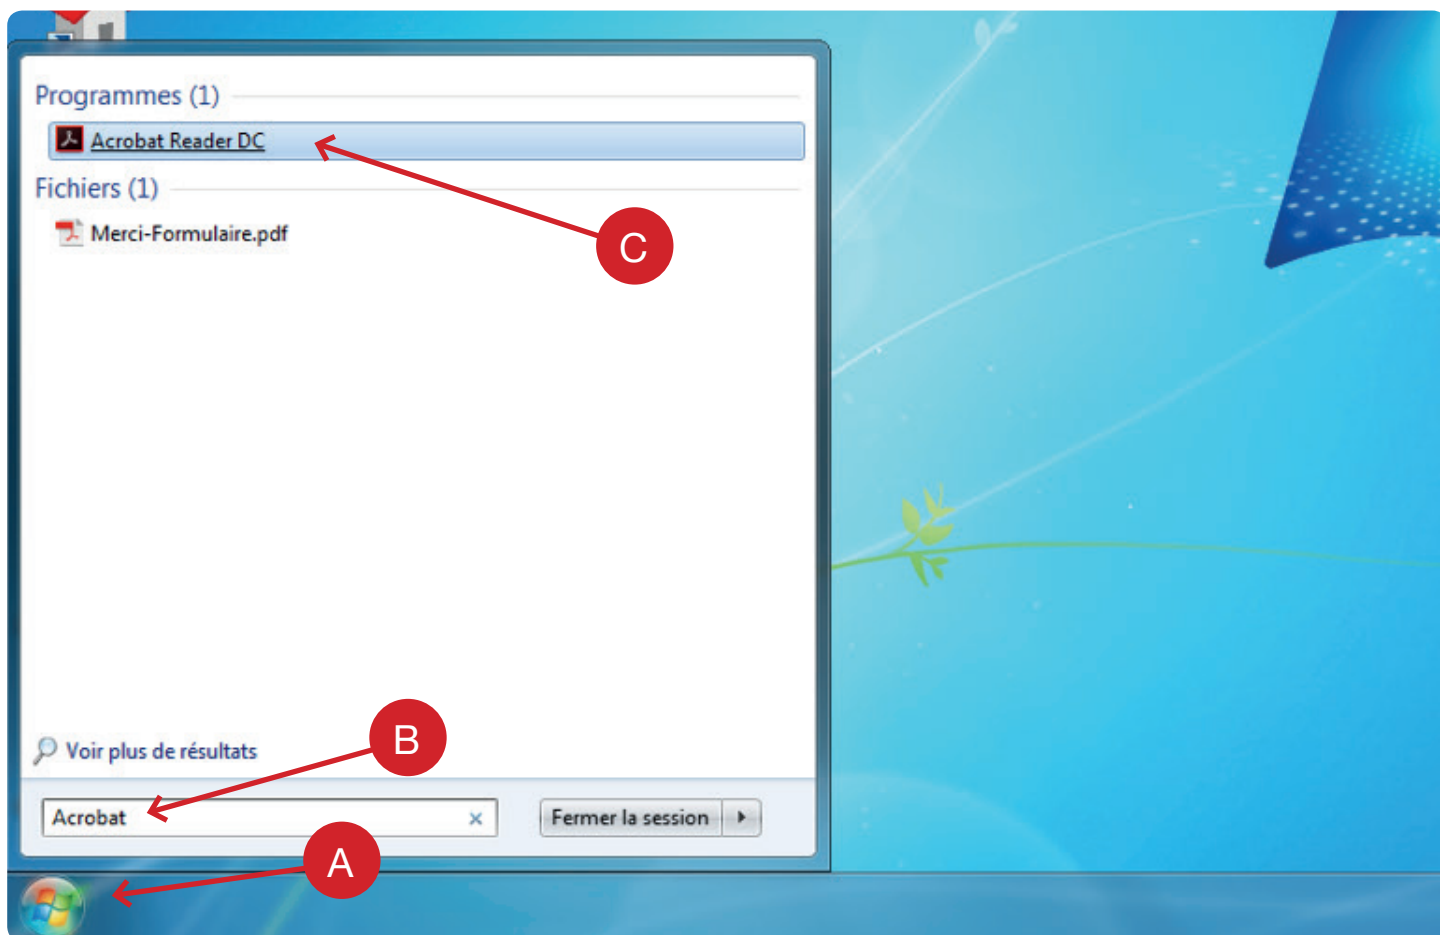 Programmes (1)
Acrobat Reader DC
Fichiers (1)
Merci-Formulaire.pdf
C
Voir plus de résultats
B
Acrobat
Fermer la session
A